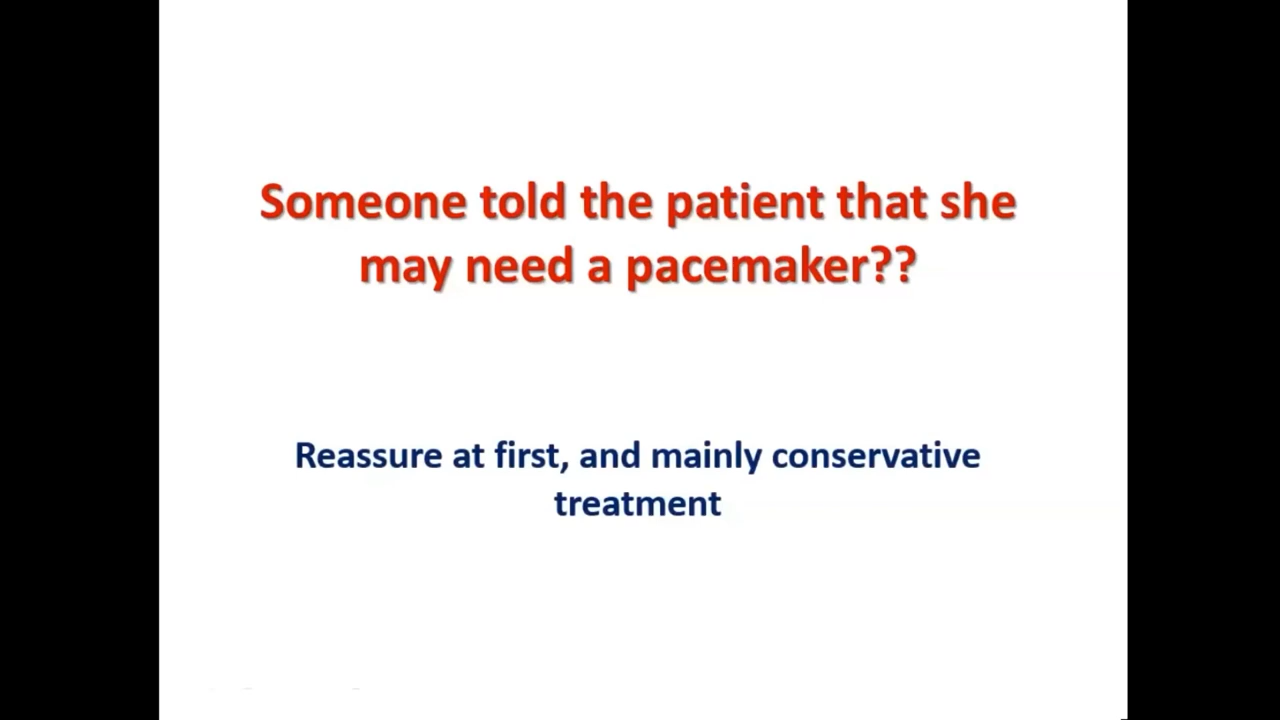 Someone told the patient that she
may need a pacemaker??
Reassure at first, and mainly conservative
treatment